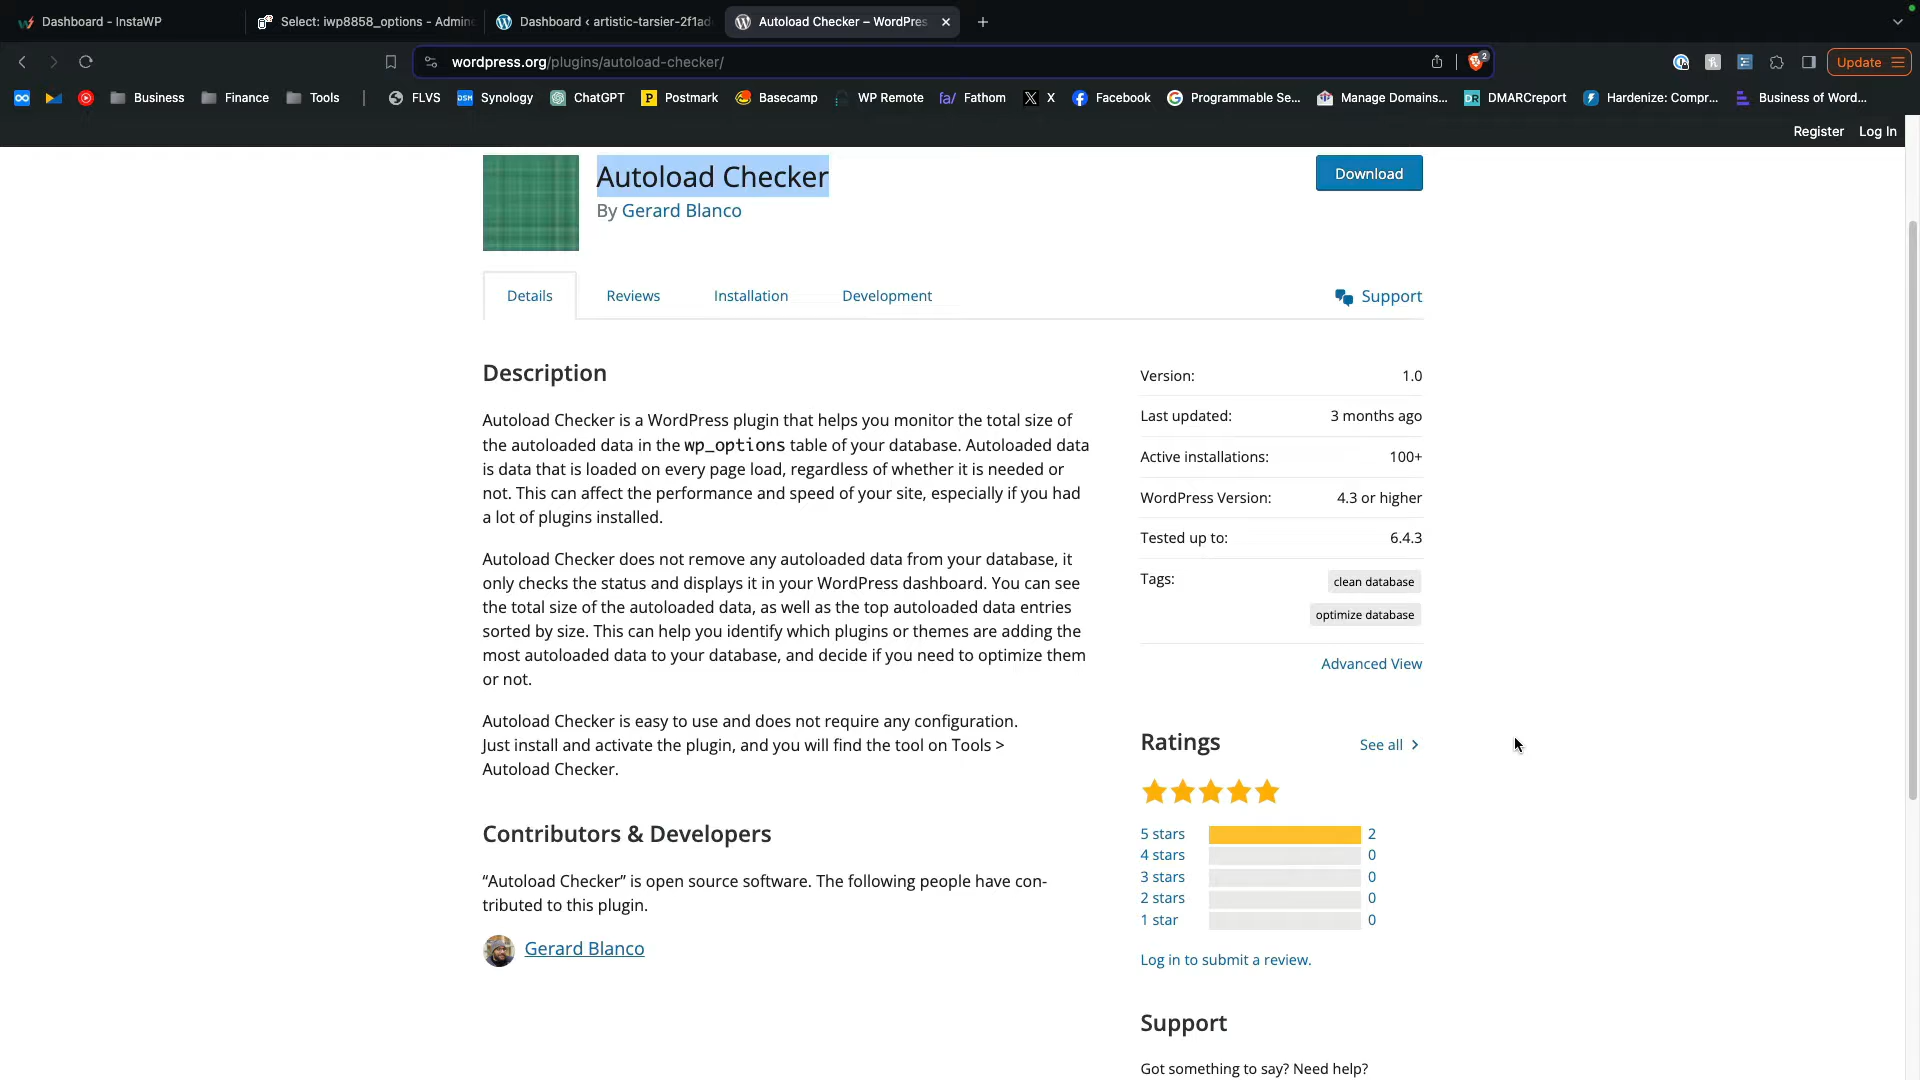 Dashboard - InstaWP
Select: iwp8858_options - Admin
Dashboard ‹ artistic-tarsier-2f1ad
Autoload Checker – WordPres
wordpress.org/plugins/autoload-checker/
2
Update
Business
Finance
Tools
FLVS
DSM
Synology
ChatGPT
Postmark
Basecamp
WP Remote
fa/
Fathom
X
Facebook
Programmable Se...
Manage Domains...
DR
DMARCreport
Hardenize: Compr...
Business of Word...
Register
Log In
Autoload Checker
Download
By Gerard Blanco
Details
Reviews
Installation
Development
Support
Description
Autoload Checker is a WordPress plugin that helps you monitor the total size of
the autoloaded data in the wp_options table of your database. Autoloaded data
is data that is loaded on every page load, regardless of whether it is needed or
not. This can affect the performance and speed of your site, especially if you had
a lot of plugins installed.
Autoload Checker does not remove any autoloaded data from your database, it
only checks the status and displays it in your WordPress dashboard. You can see
the total size of the autoloaded data, as well as the top autoloaded data entries
sorted by size. This can help you identify which plugins or themes are adding the
most autoloaded data to your database, and decide if you need to optimize them
or not.
Autoload Checker is easy to use and does not require any configuration.
Just install and activate the plugin, and you will find the tool on Tools >
Autoload Checker.
Contributors & Developers
“Autoload Checker” is open source software. The following people have con-
tributed to this plugin.
Gerard Blanco
Version: 1.0
Last updated: 3 months ago
Active installations: 100+
WordPress Version: 4.3 or higher
Tested up to: 6.4.3
Tags: clean database
optimize database
Advanced View
Ratings
See all
5 stars 2
4 stars 0
3 stars 0
2 stars 0
1 star 0
Log in to submit a review.
Support
Got something to say? Need help?